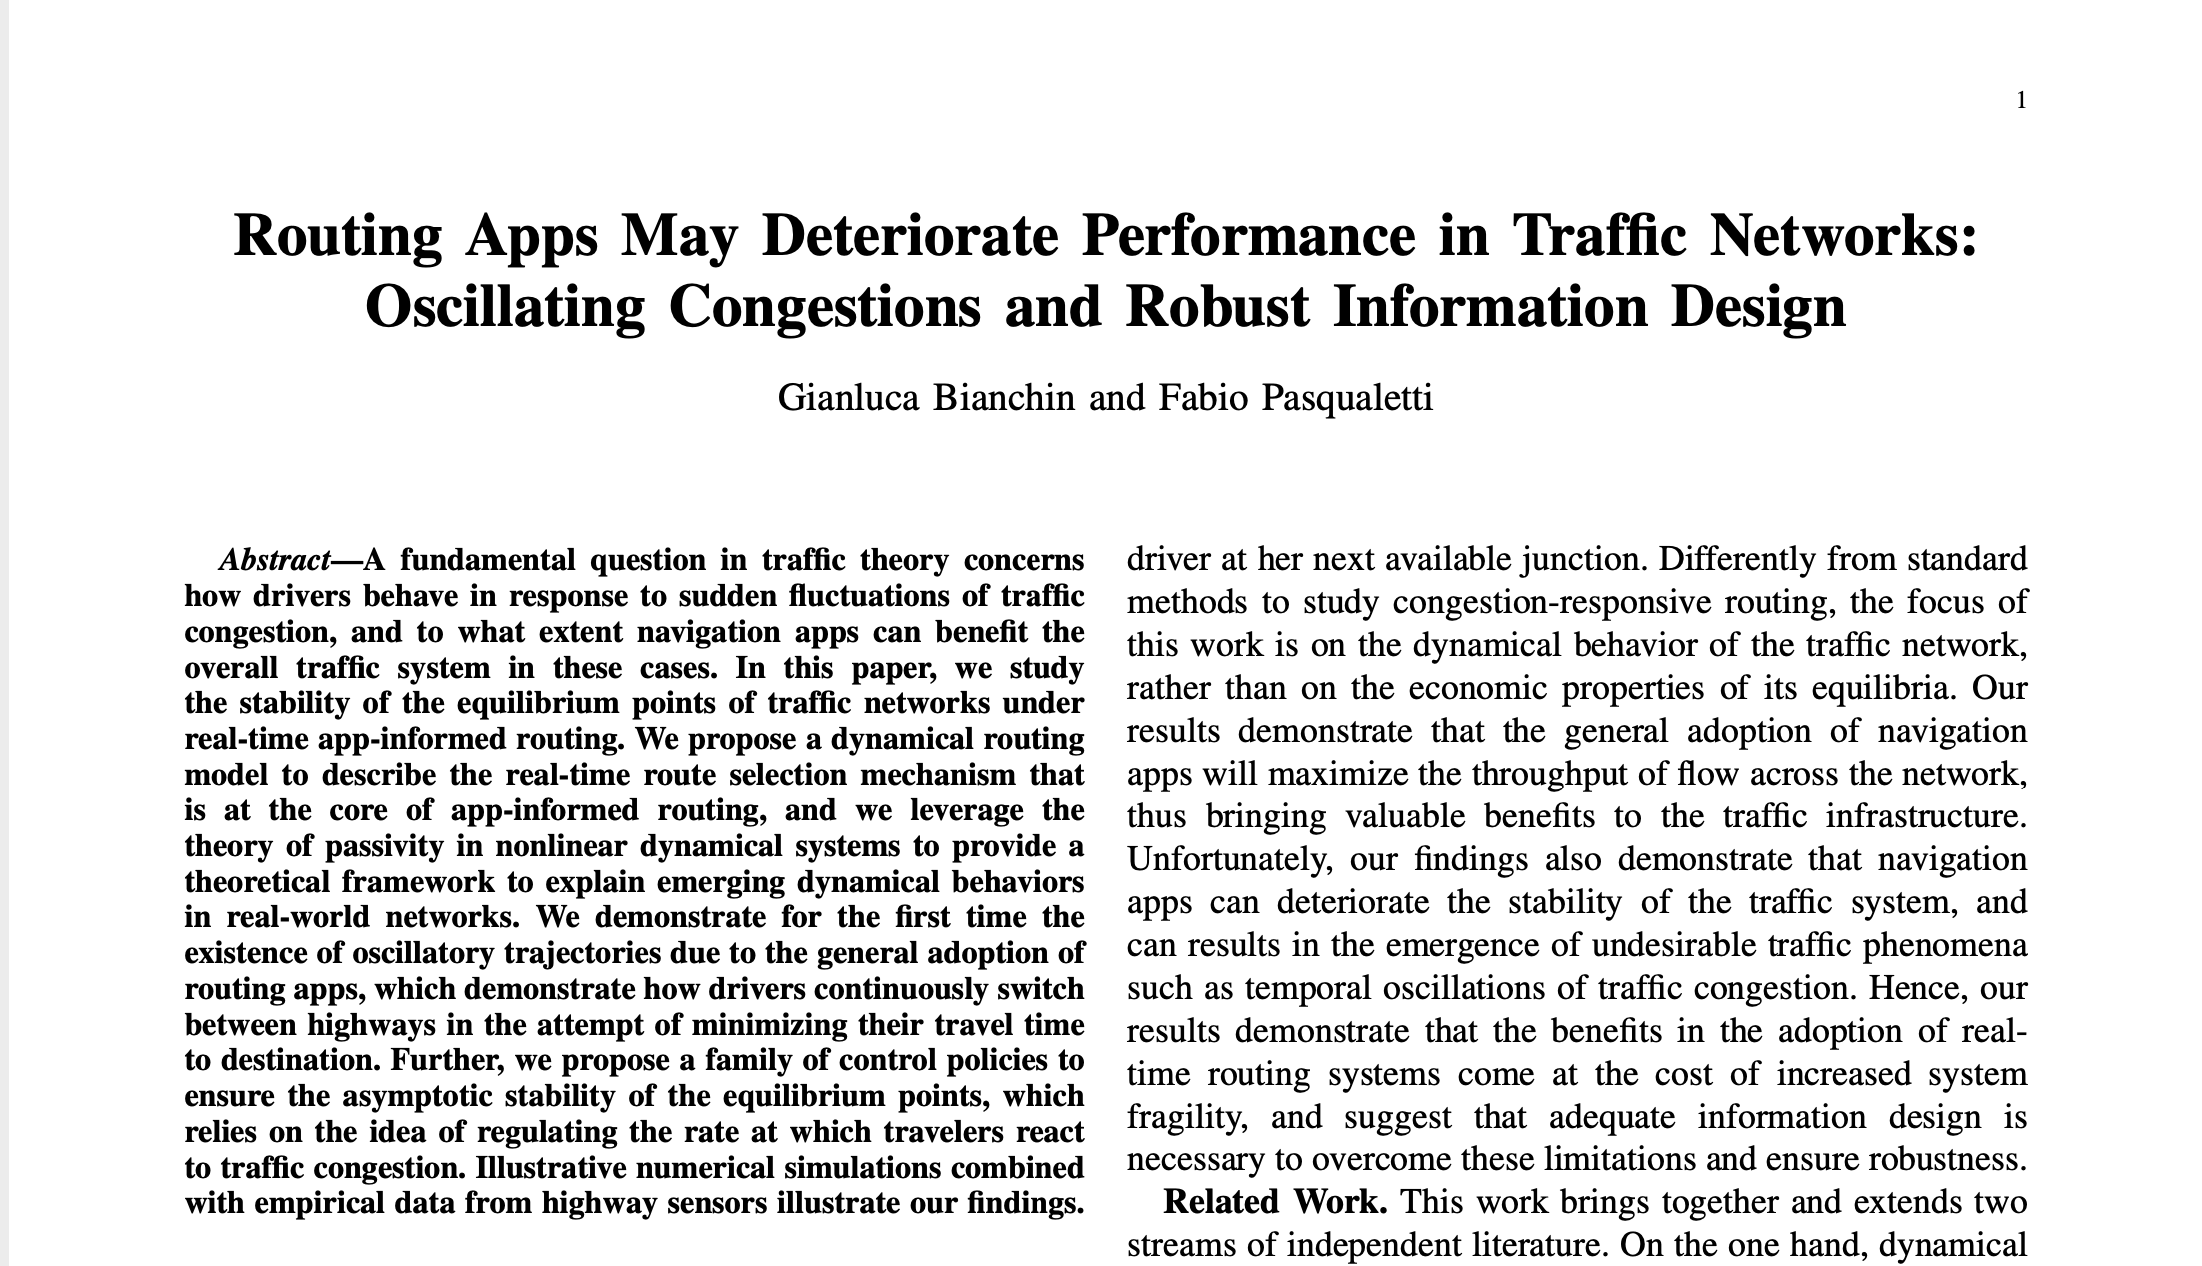 1
Routing Apps May Deteriorate Performance in Traffic Networks:
Oscillating Congestions and Robust Information Design
Gianluca Bianchin and Fabio Pasqualetti
Abstract—A fundamental question in traffic theory concerns
how drivers behave in response to sudden fluctuations of traffic
congestion, and to what extent navigation apps can benefit the
overall traffic system in these cases. In this paper, we study
the stability of the equilibrium points of traffic networks under
real-time app-informed routing. We propose a dynamical routing
model to describe the real-time route selection mechanism that
is at the core of app-informed routing, and we leverage the
theory of passivity in nonlinear dynamical systems to provide a
theoretical framework to explain emerging dynamical behaviors
in real-world networks. We demonstrate for the first time the
existence of oscillatory trajectories due to the general adoption of
routing apps, which demonstrate how drivers continuously switch
between highways in the attempt of minimizing their travel time
to destination. Further, we propose a family of control policies to
ensure the asymptotic stability of the equilibrium points, which
relies on the idea of regulating the rate at which travelers react
to traffic congestion. Illustrative numerical simulations combined
with empirical data from highway sensors illustrate our findings.
driver at her next available junction. Differently from standard
methods to study congestion-responsive routing, the focus of
this work is on the dynamical behavior of the traffic network,
rather than on the economic properties of its equilibria. Our
results demonstrate that the general adoption of navigation
apps will maximize the throughput of flow across the network,
thus bringing valuable benefits to the traffic infrastructure.
Unfortunately, our findings also demonstrate that navigation
apps can deteriorate the stability of the traffic system, and
can results in the emergence of undesirable traffic phenomena
such as temporal oscillations of traffic congestion. Hence, our
results demonstrate that the benefits in the adoption of real-
time routing systems come at the cost of increased system
fragility, and suggest that adequate information design is
necessary to overcome these limitations and ensure robustness.
Related Work. This work brings together and extends two
streams of independent literature. On the one hand, dynamical